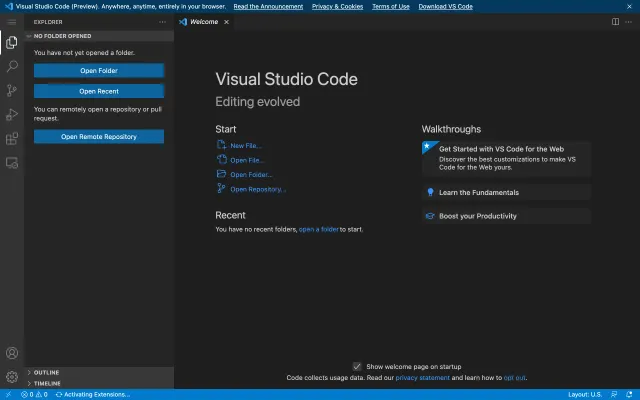 Visual Studio Code (Preview). Anywhere, anytime, entirely in your browser. Read the Announcement Privacy & Cookies Terms of Use Download VS Code
EXPLORER
Welcome
NO FOLDER OPENED
You have not yet opened a folder.
Open Folder
Open Recent
You can remotely open a repository or pull
request.
Open Remote Repository
Visual Studio Code
Editing evolved
Start
New File...
Open File...
Open Folder...
Open Repository...
Recent
You have no recent folders, open a folder to start.
Walkthroughs
Get Started with VS Code for the Web
Discover the best customizations to make VS
Code for the Web yours.
Learn the Fundamentals
Boost your Productivity
Show welcome page on startup
Code collects usage data. Read our privacy statement and learn how to opt out.
OUTLINE
TIMELINE
0 0 Activating Extensions... Layout: U.S.